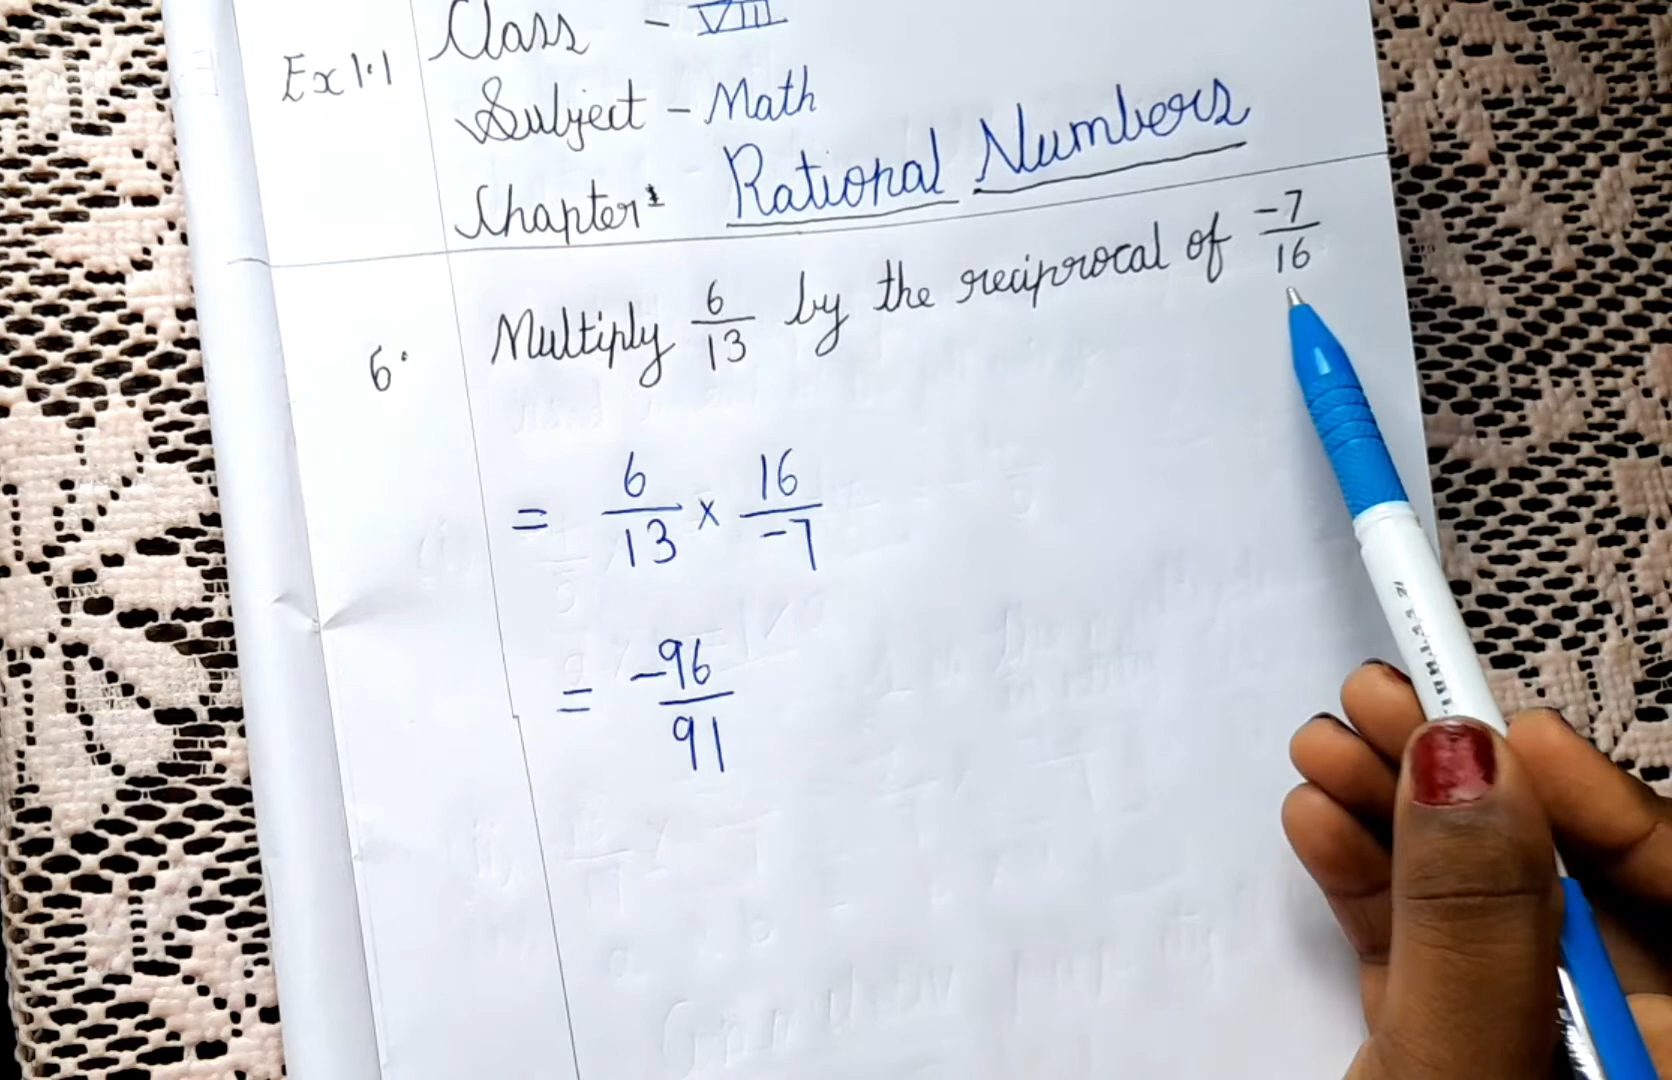 Ex 1.1
Class - VIII
Subject - Math
Chapter: Rational Numbers
6. Multiply 6/13 by the reciprocal of -7/16
= 6/13 × 16/-7
= -96/91